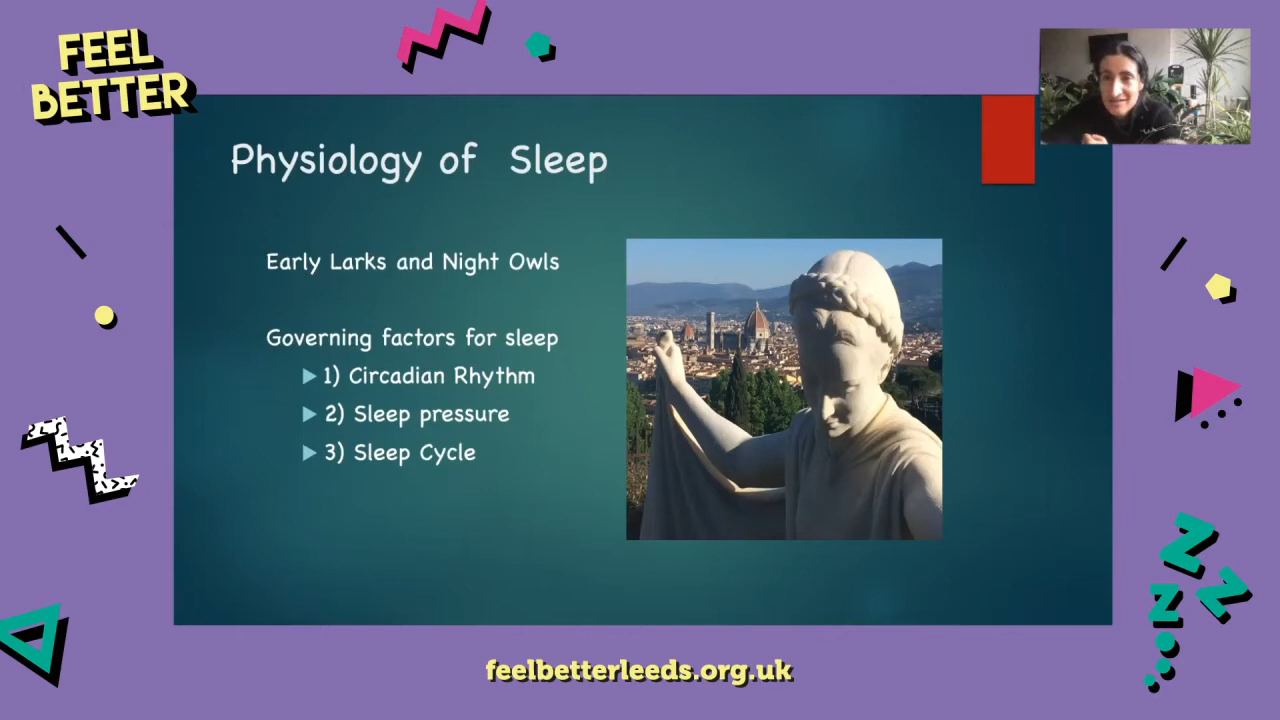 FEEL
BETTER
Physiology of Sleep
Early Larks and Night Owls
Governing factors for sleep
1) Circadian Rhythm
2) Sleep pressure
3) Sleep Cycle
Z
Z
Z
feelbetterleeds.org.uk